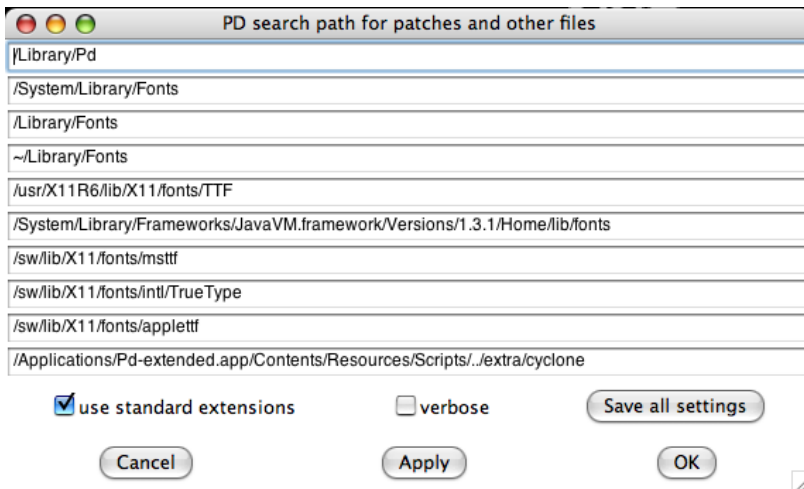 PD search path for patches and other files
/Library/Pd
/System/Library/Fonts
/Library/Fonts
~/Library/Fonts
/usr/X11R6/lib/X11/fonts/TTF
/System/Library/Frameworks/JavaVM.framework/Versions/1.3.1/Home/lib/fonts
/sw/lib/X11/fonts/msttf
/sw/lib/X11/fonts/intl/TrueType
/sw/lib/X11/fonts/applettf
/Applications/Pd-extended.app/Contents/Resources/Scripts/../extra/cyclone
use standard extensions verbose Save all settings
Cancel Apply OK